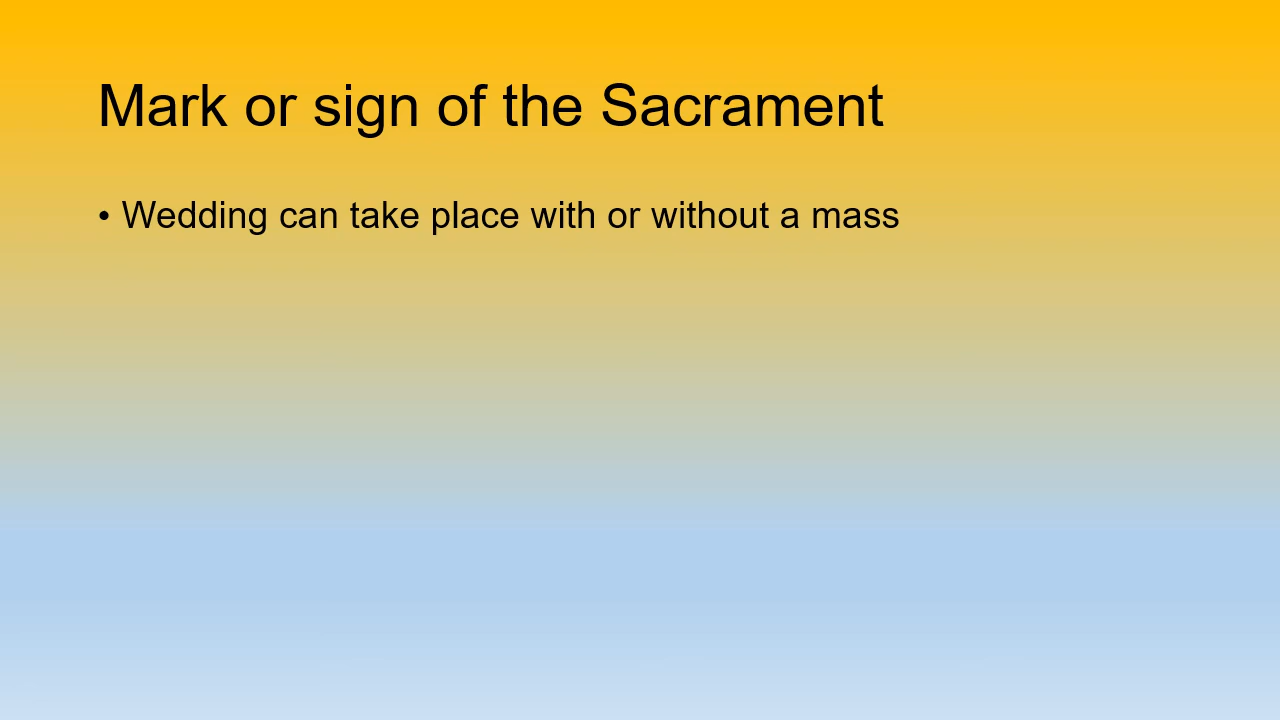 Mark or sign of the Sacrament
• Wedding can take place with or without a mass